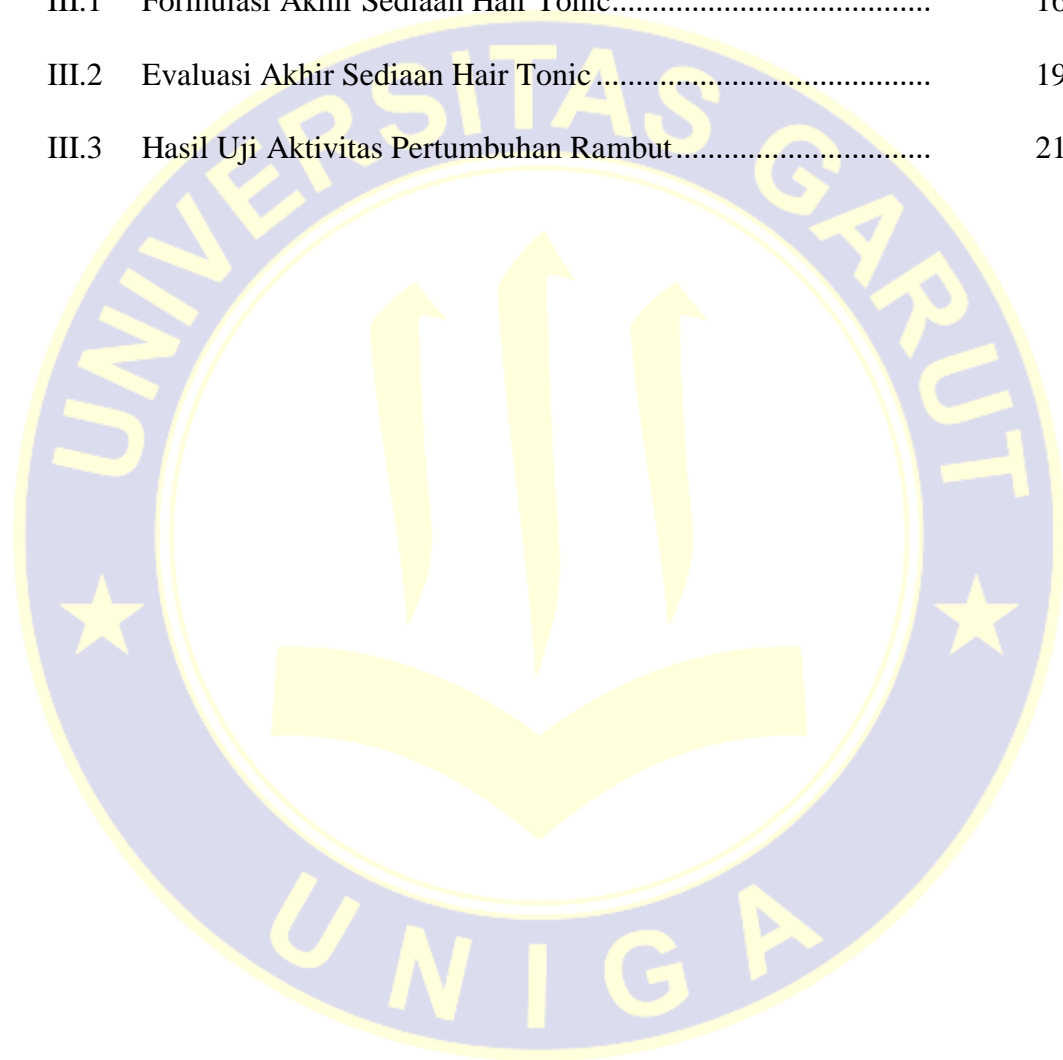 III.1 Formulasi Akhir Sediaan Hair Tonic....................................... 16
III.2 Evaluasi Akhir Sediaan Hair Tonic......................................... 19
III.3 Hasil Uji Aktivitas Pertumbuhan Rambut............................... 21
UNIVERSITAS GARUT
UNIGA